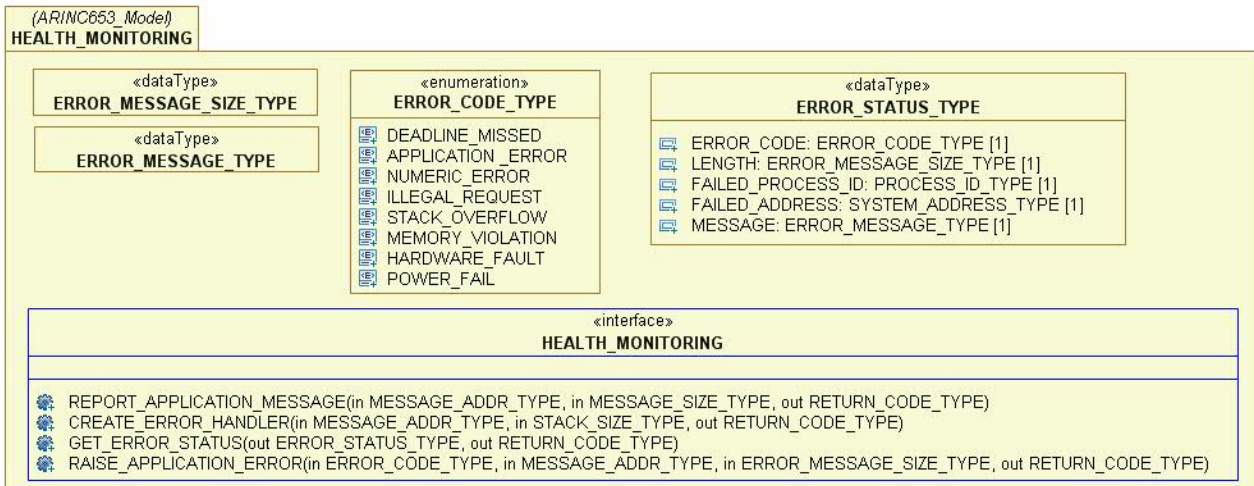 (ARINC653_Model)
HEALTH_MONITORING
«dataType»
ERROR_MESSAGE_SIZE_TYPE
«dataType»
ERROR_MESSAGE_TYPE
«enumeration»
ERROR_CODE_TYPE
DEADLINE_MISSED
APPLICATION _ERROR
NUMERIC_ERROR
ILLEGAL_REQUEST
STACK_OVERFLOW
MEMORY_VIOLATION
HARDWARE_FAULT
POWER_FAIL
«dataType»
ERROR_STATUS_TYPE
ERROR_CODE: ERROR_CODE_TYPE [1]
LENGTH: ERROR_MESSAGE_SIZE_TYPE [1]
FAILED_PROCESS_ID: PROCESS_ID_TYPE [1]
FAILED_ADDRESS: SYSTEM_ADDRESS_TYPE [1]
MESSAGE: ERROR_MESSAGE_TYPE [1]
«interface»
HEALTH_MONITORING
REPORT_APPLICATION_MESSAGE(in MESSAGE_ADDR_TYPE, in MESSAGE_SIZE_TYPE, out RETURN_CODE_TYPE)
CREATE_ERROR_HANDLER(in MESSAGE_ADDR_TYPE, in STACK_SIZE_TYPE, out RETURN_CODE_TYPE)
GET_ERROR_STATUS(out ERROR_STATUS_TYPE, out RETURN_CODE_TYPE)
RAISE_APPLICATION_ERROR(in ERROR_CODE_TYPE, in MESSAGE_ADDR_TYPE, in ERROR_MESSAGE_SIZE_TYPE, out RETURN_CODE_TYPE)